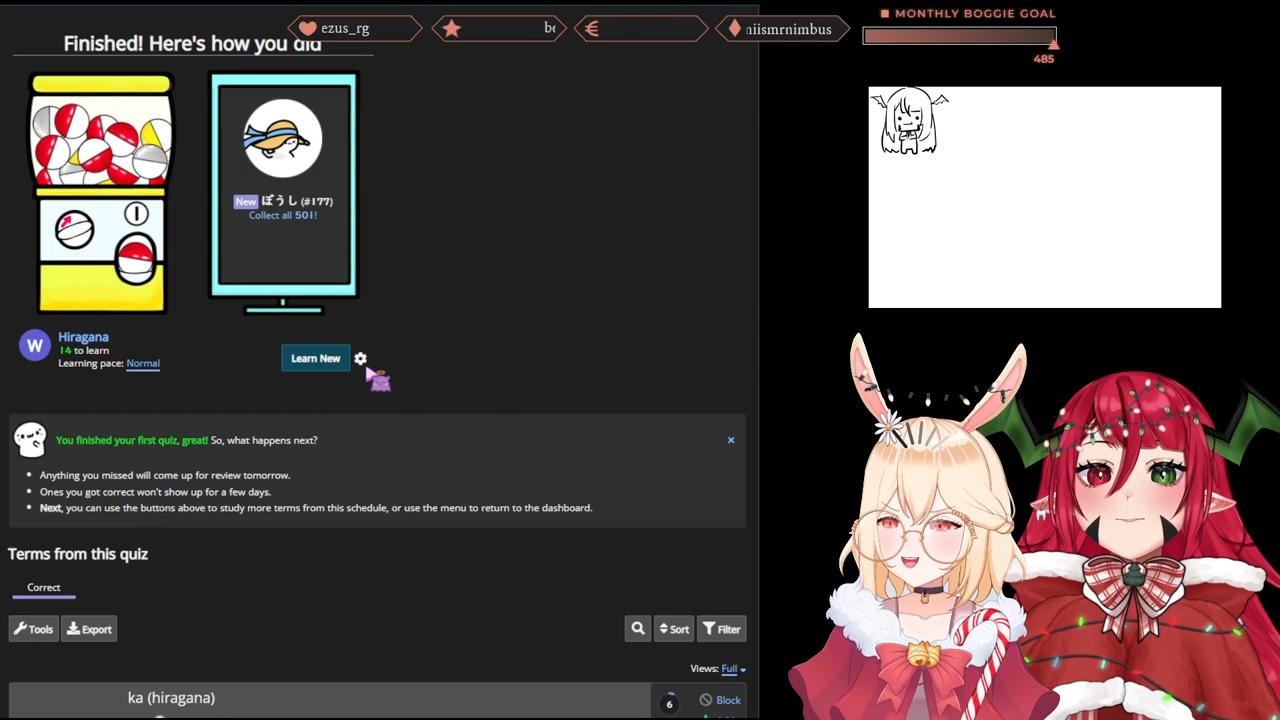 ezus_rg
be
€
niismrnimbus
MONTHLY BOGGIE GOAL
485
Finished! Here's how you did
New ぼうし (#177)
Collect all 501!
W
Hiragana
14 to learn
Learning pace: Normal
Learn New
You finished your first quiz, great! So, what happens next?
Anything you missed will come up for review tomorrow.
Ones you got correct won't show up for a few days.
Next, you can use the buttons above to study more terms from this schedule, or use the menu to return to the dashboard.
Terms from this quiz
Correct
Tools
Export
Sort
Filter
Views: Full
ka (hiragana)
6
Block